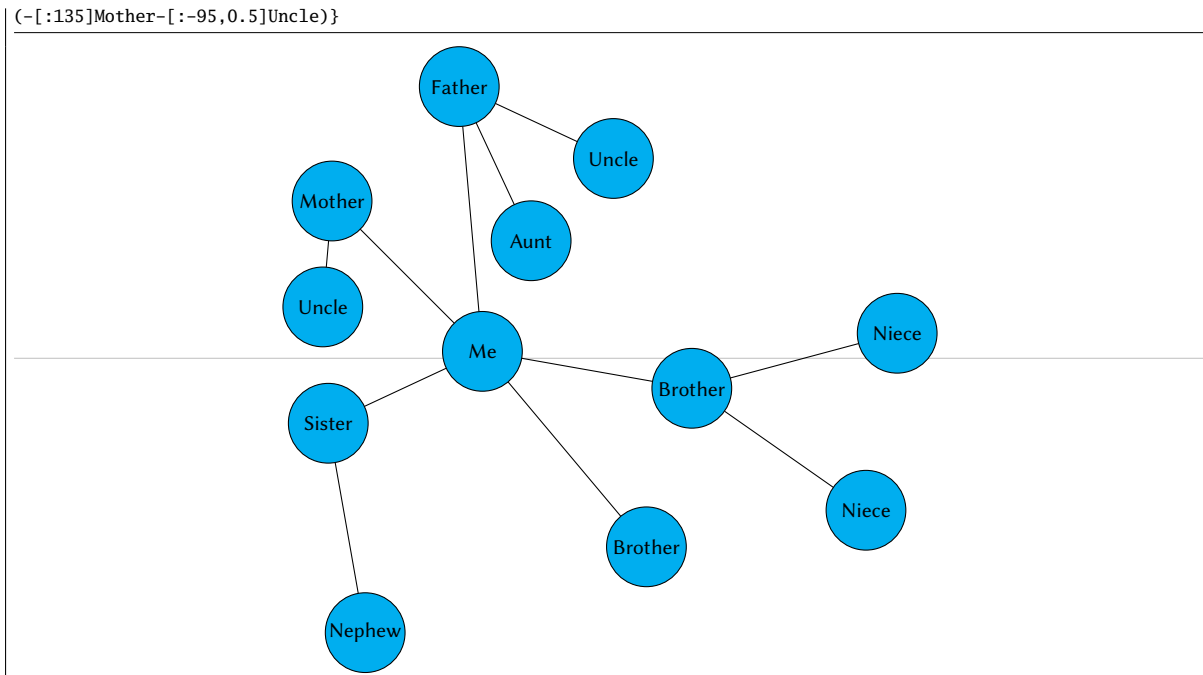 (-[:135]Mother-[:-95,0.5]Uncle)}
Father
Uncle
Mother
Aunt
Uncle
Niece
Me
Brother
Sister
Niece
Brother
Nephew